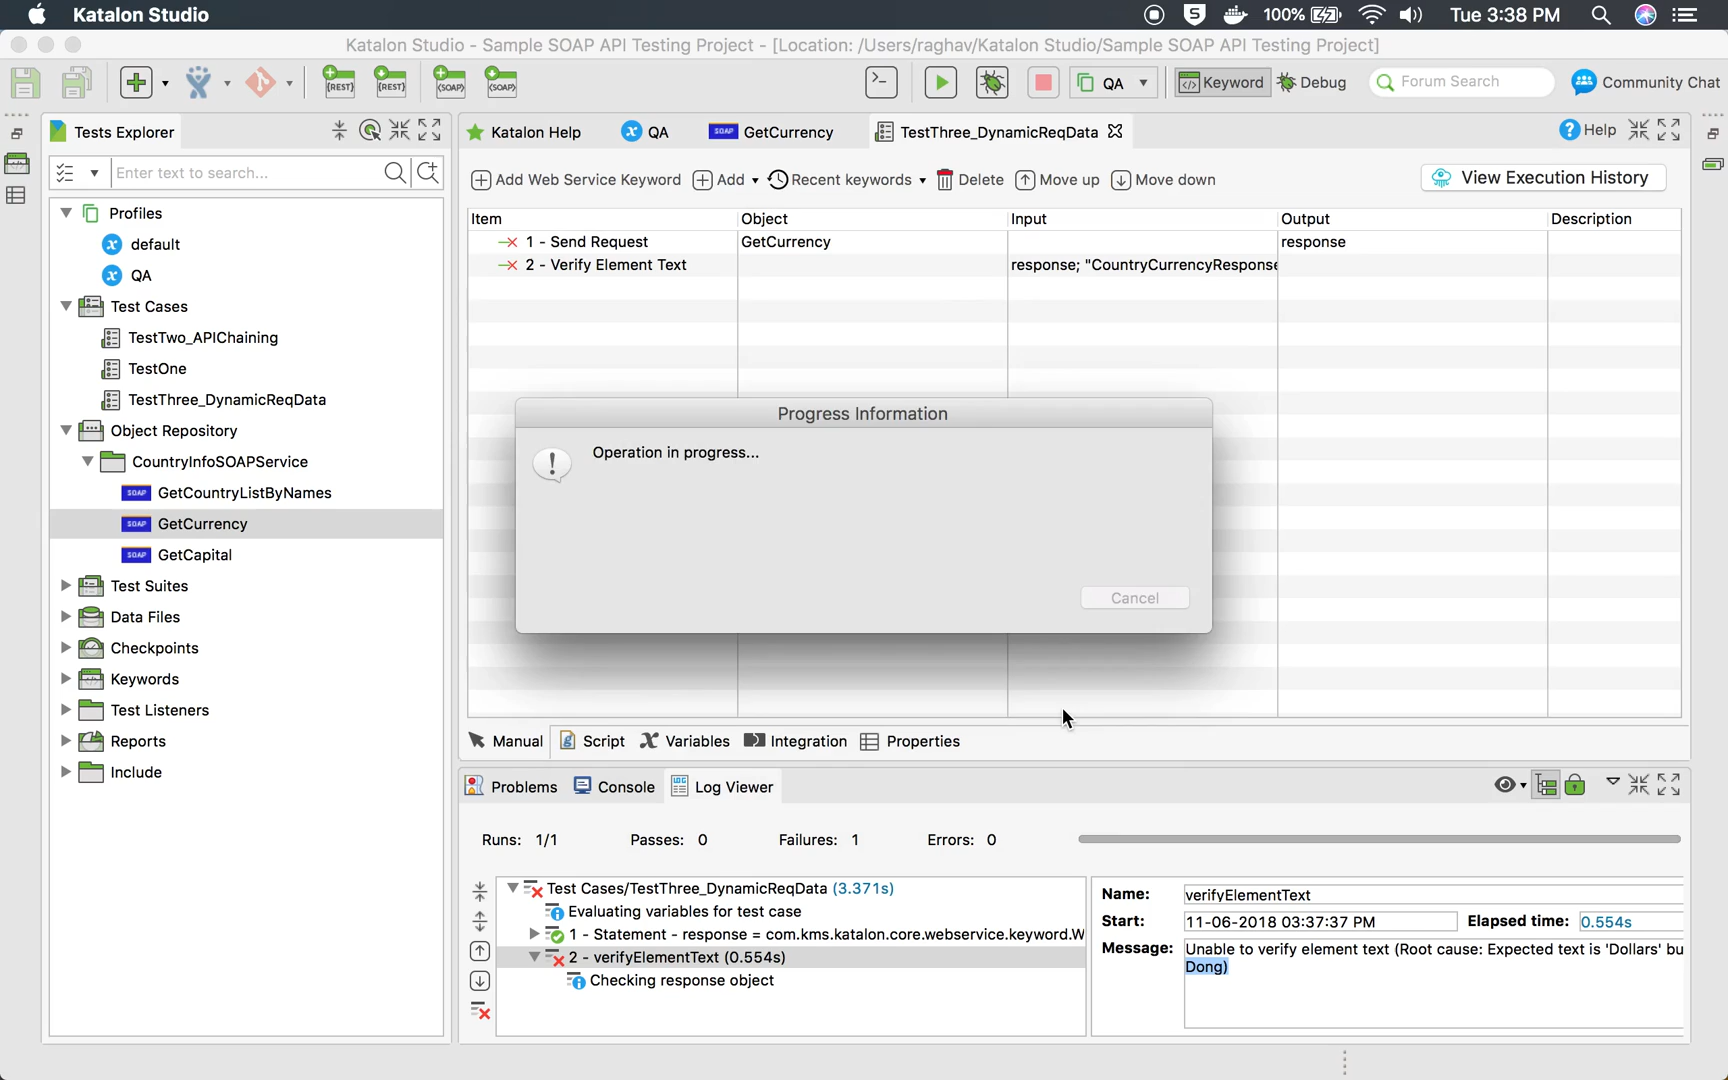 Katalon Studio
100%
Tue 3:38 PM
Katalon Studio - Sample SOAP API Testing Project - [Location: /Users/raghav/Katalon Studio/Sample SOAP API Testing Project]
REST
REST
SOAP
SOAP
QA
Keyword
Debug
Forum Search
Community Chat
Tests Explorer
Katalon Help
QA
SOAP GetCurrency
TestThree_DynamicReqData
Help
Enter text to search...
Add Web Service Keyword
Add
Recent keywords
Delete
Move up
Move down
View Execution History
Item
Object
Input
Output
Description
1 - Send Request
GetCurrency
response
2 - Verify Element Text
response; "CountryCurrencyResponse
Profiles
default
QA
Test Cases
TestTwo_APIChaining
TestOne
TestThree_DynamicReqData
Object Repository
CountryInfoSOAPService
SOAP GetCountryListByNames
SOAP GetCurrency
SOAP GetCapital
Test Suites
Data Files
Checkpoints
Keywords
Test Listeners
Reports
Include
Progress Information
Operation in progress...
Cancel
Manual
Script
Variables
Integration
Properties
Problems
Console
Log Viewer
Runs: 1/1
Passes: 0
Failures: 1
Errors: 0
Test Cases/TestThree_DynamicReqData (3.371s)
Evaluating variables for test case
1 - Statement - response = com.kms.katalon.core.webservice.keyword.W
2 - verifyElementText (0.554s)
Checking response object
Name: verifyElementText
Start: 11-06-2018 03:37:37 PM
Elapsed time: 0.554s
Message: Unable to verify element text (Root cause: Expected text is 'Dollars' bu
Dong)